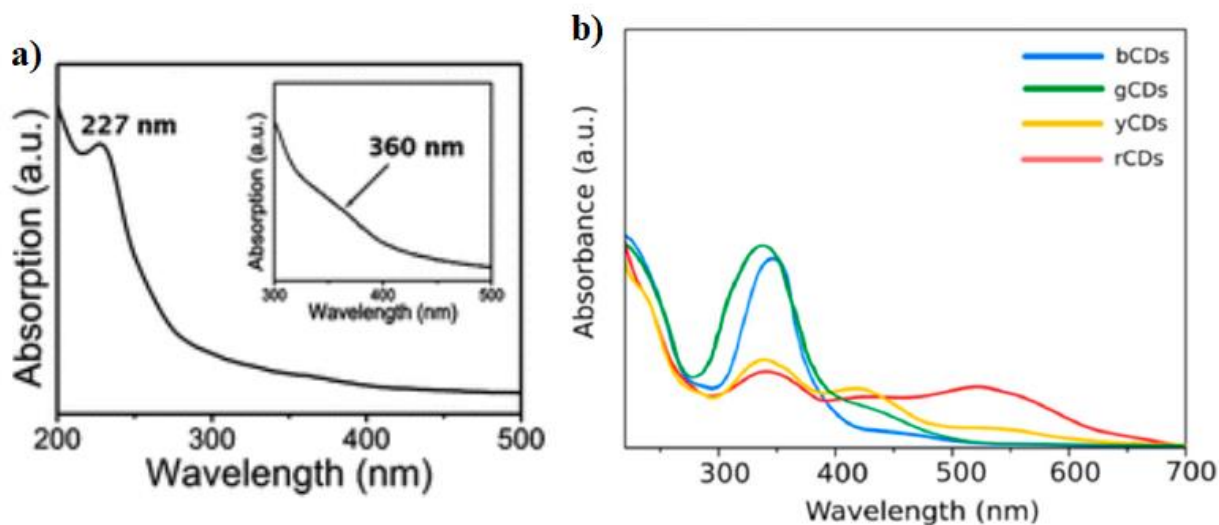 a)
227 nm
Absorption (a.u.)
360 nm
Absorption (a.u.)
300 400 500
Wavelength (nm)
200 300 400 500
Wavelength (nm)
b)
bCDs
gCDs
yCDs
rCDs
Absorbance (a.u.)
300 400 500 600 700
Wavelength (nm)